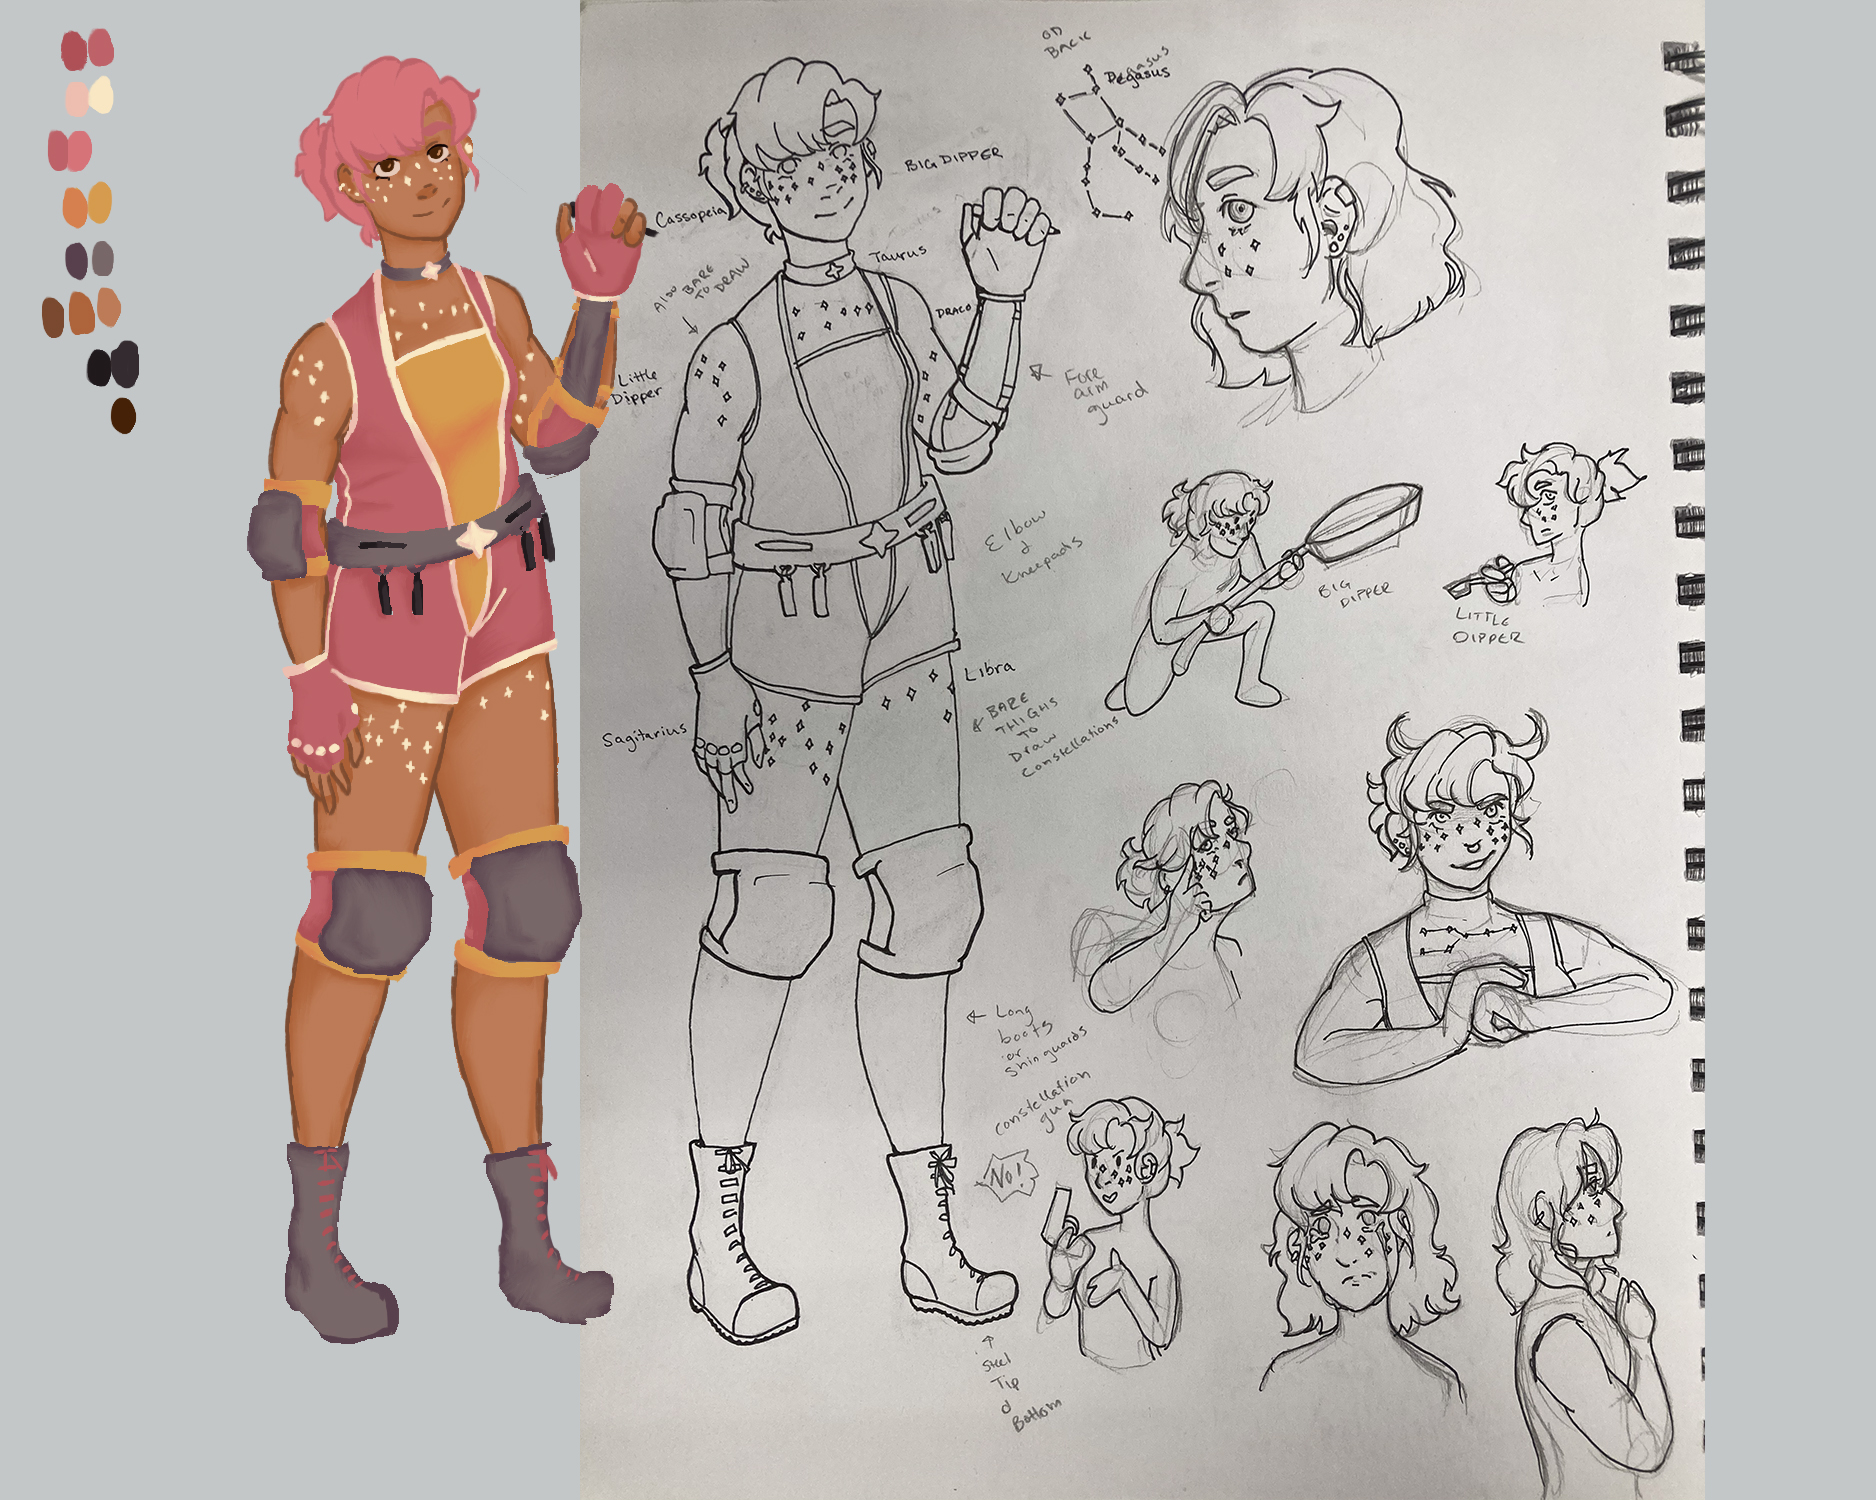 ON
BACK
Pegasus
Pegasus
BIG DIPPER
Cassopeia
Taurus
Also BARE
TO DRAW
DRACO
Little
Dipper
Fore
arm
guard
Elbow
&
Kneepads
BIG
DIPPER
LITTLE
DIPPER
Libra
BARE
THIGHS
TO
Draw
Constellations
Sagitarius
Long
boots
or
Shin guards
constellation
gun
No!
Steel
Tip
&
Bottom